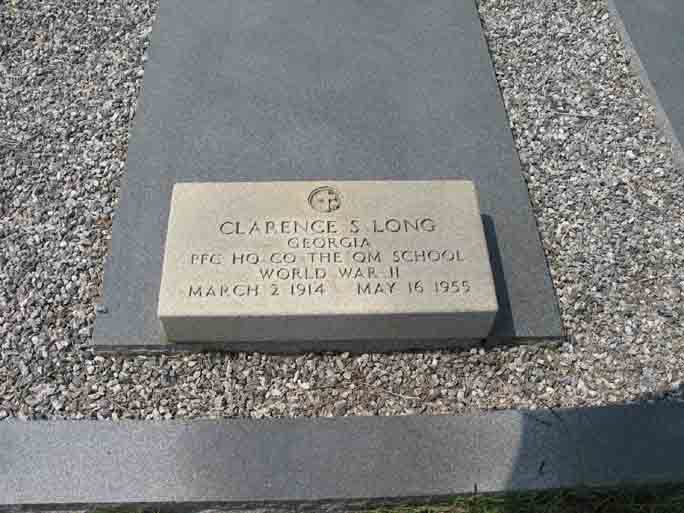 CLARENCE S LONG
GEORGIA
PFC HQ CO THE QM SCHOOL
WORLD WAR II
MARCH 2 1914 MAY 16 1955